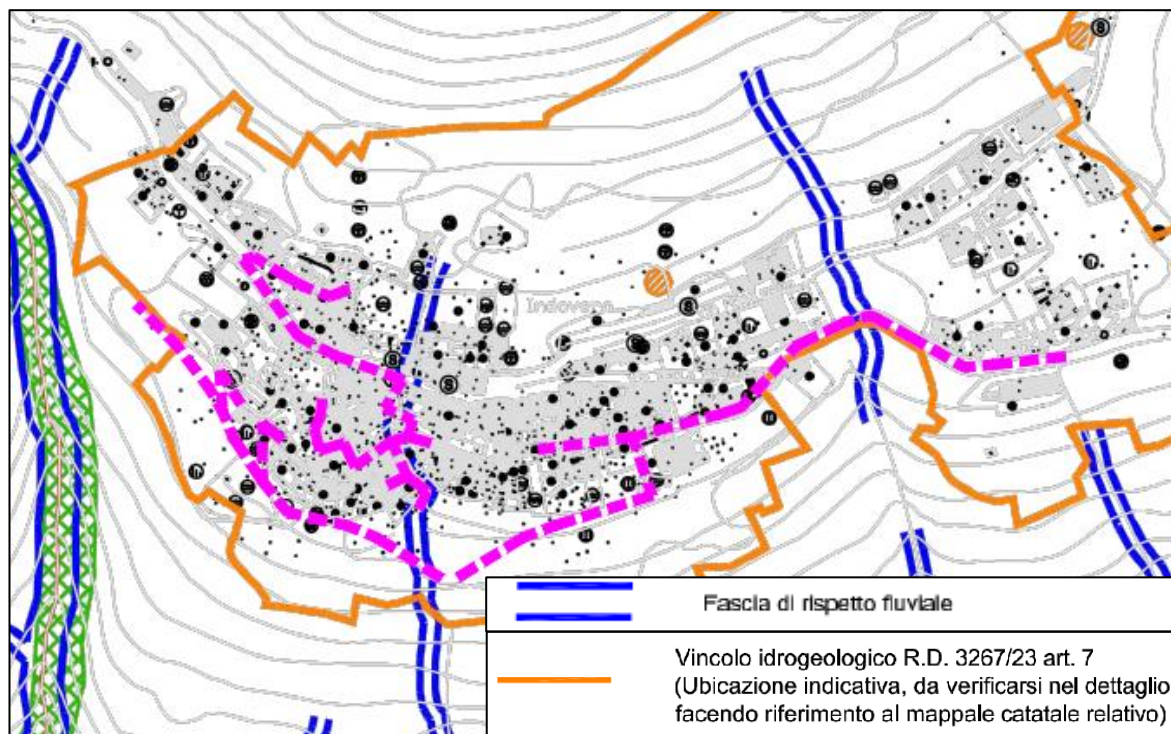 Indovero
Fascia di rispetto fluviale
Vincolo idrogeologico R.D. 3267/23 art. 7
(Ubicazione indicativa, da verificarsi nel dettaglio
facendo riferimento al mappale catatale relativo)